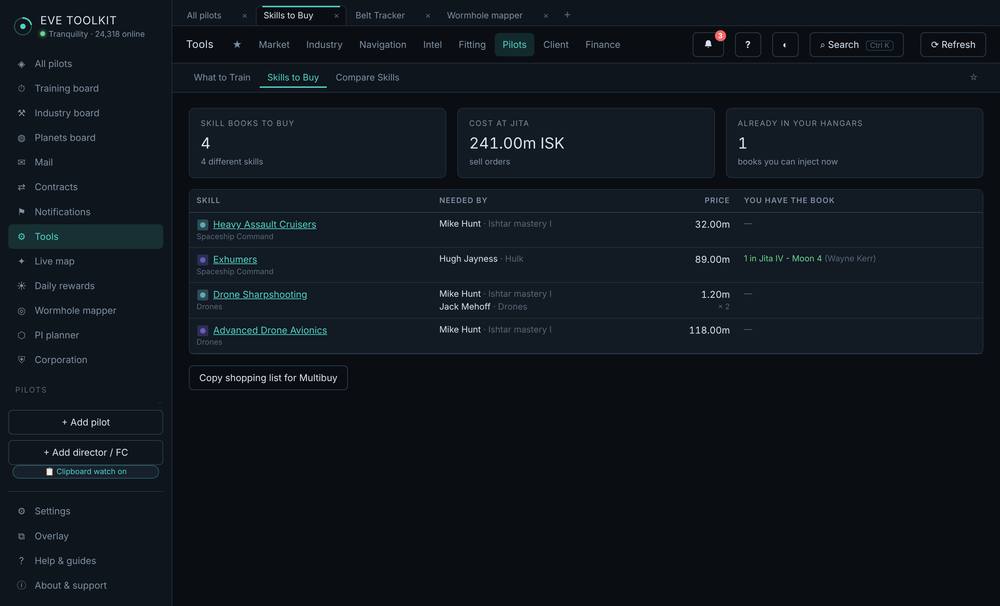 EVE TOOLKIT
Tranquility · 24,318 online
All pilots
Training board
Industry board
Planets board
Mail
Contracts
Notifications
Tools
Live map
Daily rewards
Wormhole mapper
PI planner
Corporation
PILOTS
+ Add pilot
+ Add director / FC
Clipboard watch on
Settings
Overlay
Help & guides
About & support
All pilots ×
Skills to Buy ×
Belt Tracker ×
Wormhole mapper ×
+
Tools ★ Market Industry Navigation Intel Fitting Pilots Client Finance
3
?
Search Ctrl K
⟳ Refresh
What to Train Skills to Buy Compare Skills ☆
SKILL BOOKS TO BUY
4
4 different skills
COST AT JITA
241.00m ISK
sell orders
ALREADY IN YOUR HANGARS
1
books you can inject now
SKILL NEEDED BY PRICE YOU HAVE THE BOOK
Heavy Assault Cruisers Mike Hunt · Ishtar mastery I 32.00m —
Spaceship Command
Exhumers Hugh Jayness · Hulk 89.00m 1 in Jita IV - Moon 4 (Wayne Kerr)
Spaceship Command
Drone Sharpshooting Mike Hunt · Ishtar mastery I 1.20m —
Drones Jack Mehoff · Drones × 2
Advanced Drone Avionics Mike Hunt · Ishtar mastery I 118.00m —
Drones
Copy shopping list for Multibuy